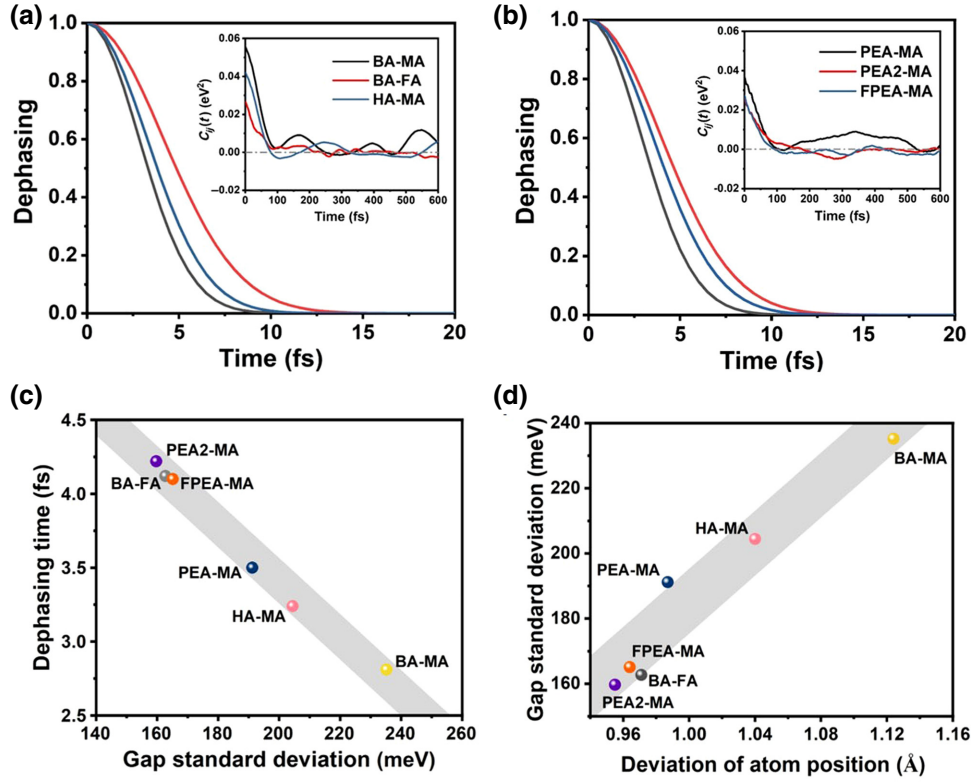 (a)
1.0
0.8
0.6
0.4
0.2
0.0
Dephasing
0
5
10
15
20
Time (fs)
0.06
0.04
0.02
0.00
−0.02
Cij(t) (eV²)
0 100 200 300 400 500 600
Time (fs)
BA-MA
BA-FA
HA-MA
(b)
1.0
0.8
0.6
0.4
0.2
0.0
Dephasing
0
5
10
15
20
Time (fs)
0.06
0.04
0.02
0.00
−0.02
Cij(t) (eV²)
0 100 200 300 400 500 600
Time (fs)
PEA-MA
PEA2-MA
FPEA-MA
(c)
4.5
4.0
3.5
3.0
2.5
Dephasing time (fs)
PEA2-MA
BA-FA
FPEA-MA
PEA-MA
HA-MA
BA-MA
140 160 180 200 220 240 260
Gap standard deviation (meV)
(d)
240
220
200
180
160
Gap standard deviation (meV)
BA-MA
HA-MA
PEA-MA
FPEA-MA
BA-FA
PEA2-MA
0.96 1.00 1.04 1.08 1.12 1.16
Deviation of atom position (Å)